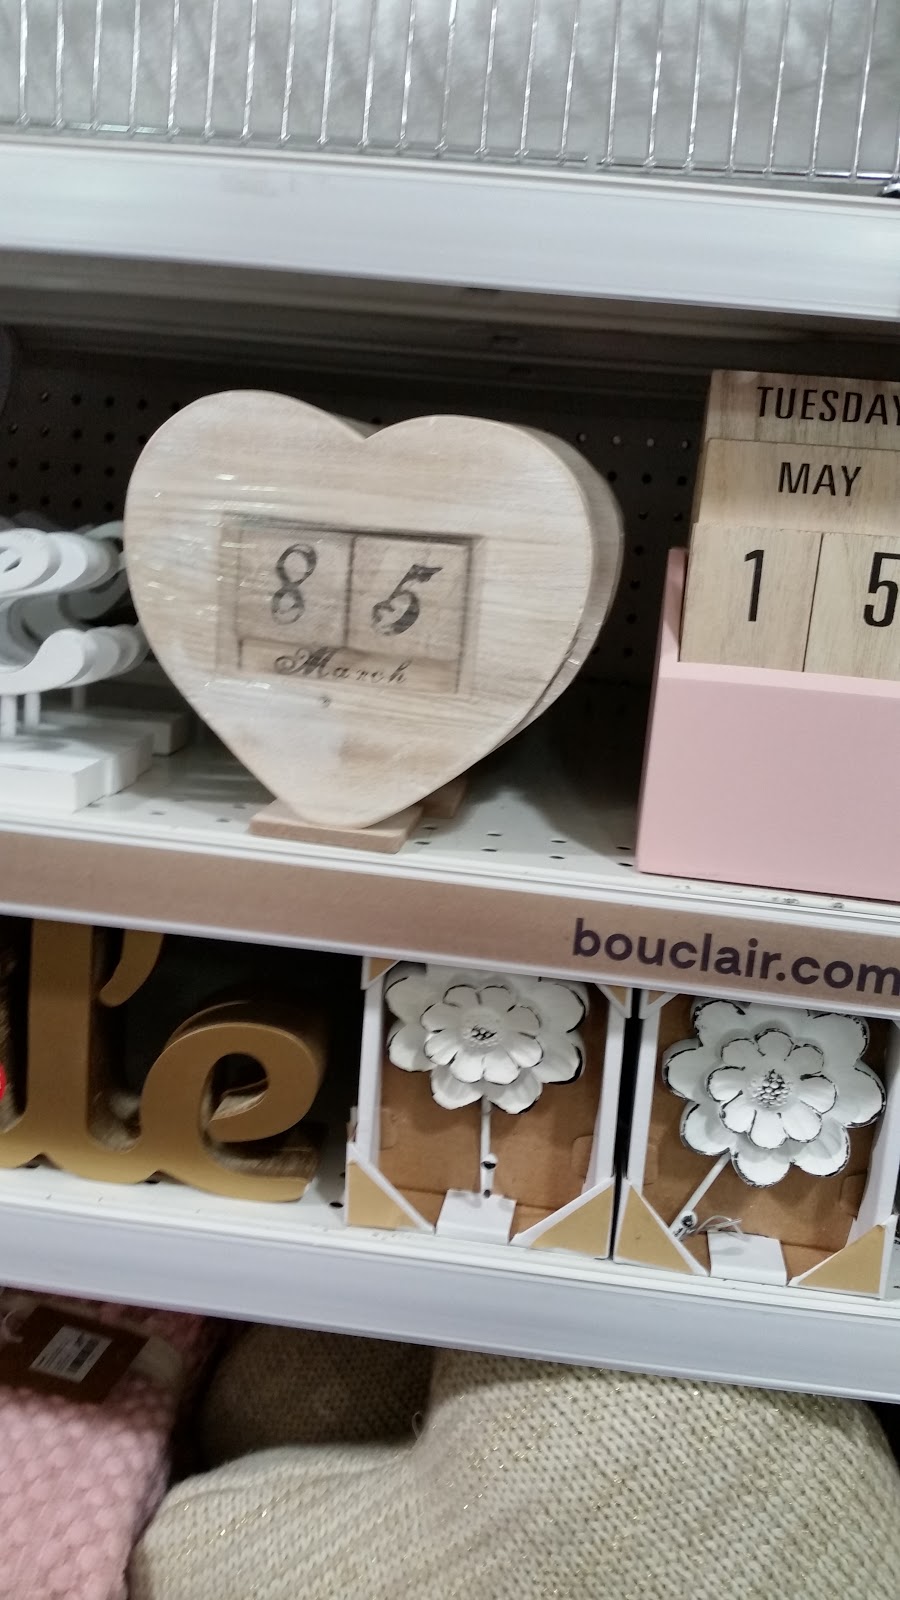 TUESDAY
MAY
1 5
8 5
March
bouclair.com